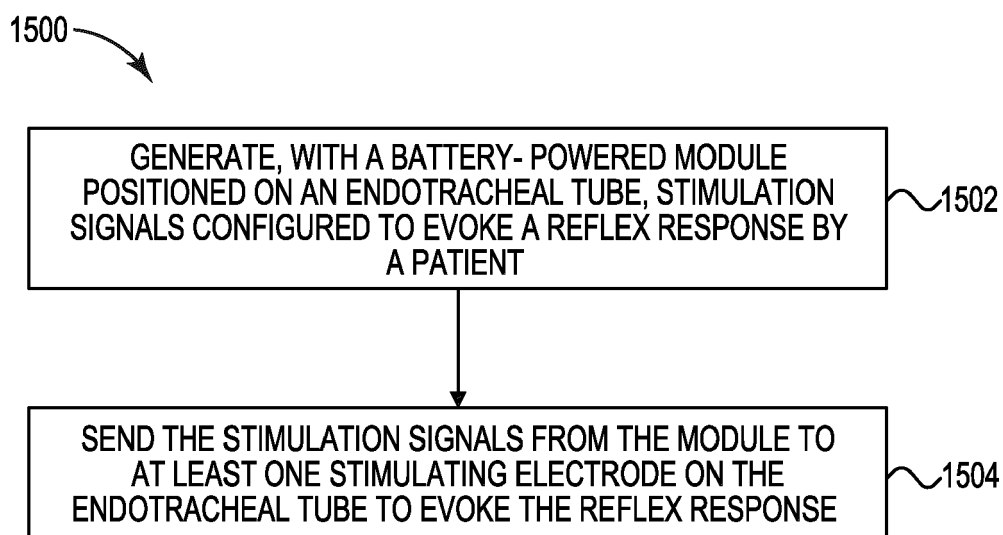 1500
GENERATE, WITH A BATTERY- POWERED MODULE
POSITIONED ON AN ENDOTRACHEAL TUBE, STIMULATION
SIGNALS CONFIGURED TO EVOKE A REFLEX RESPONSE BY
A PATIENT
1502
SEND THE STIMULATION SIGNALS FROM THE MODULE TO
AT LEAST ONE STIMULATING ELECTRODE ON THE
ENDOTRACHEAL TUBE TO EVOKE THE REFLEX RESPONSE
1504